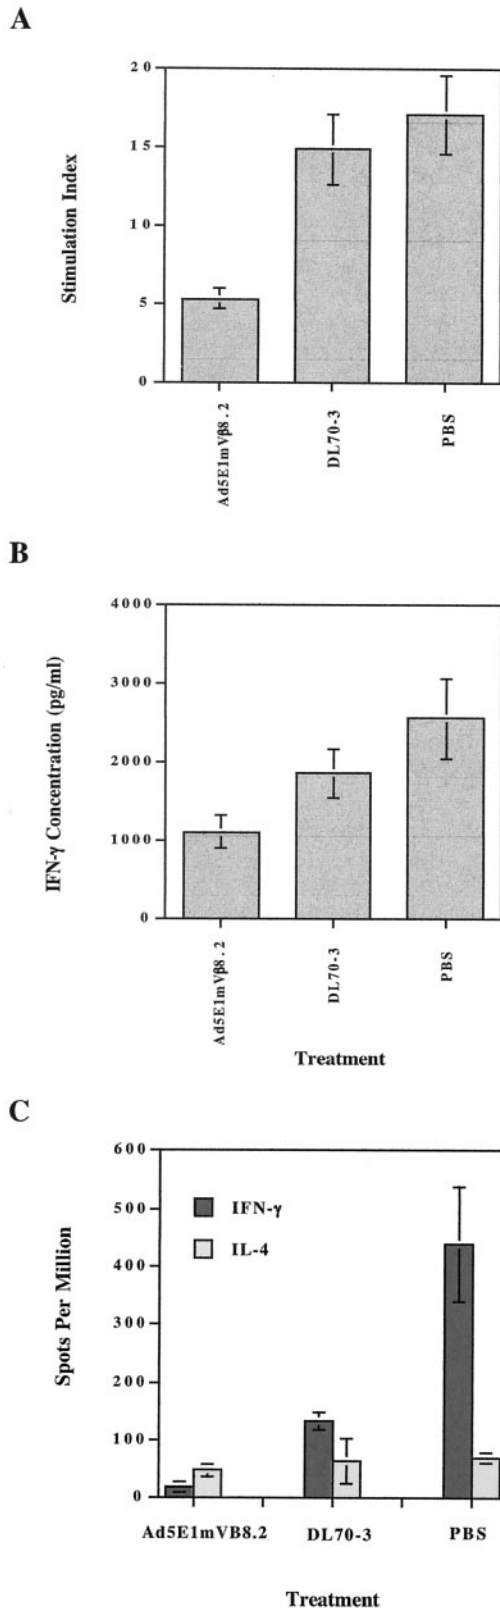 A
20
15
10
5
0
Stimulation Index
Ad5E1mVβ8.2
DL70-3
PBS
B
4000
3000
2000
1000
0
IFN-γ Concentration (pg/ml)
Ad5E1mVβ8.2
DL70-3
PBS
Treatment
C
600
500
400
300
200
100
0
Spots Per Million
IFN-γ
IL-4
Ad5E1mVB8.2
DL70-3
PBS
Treatment